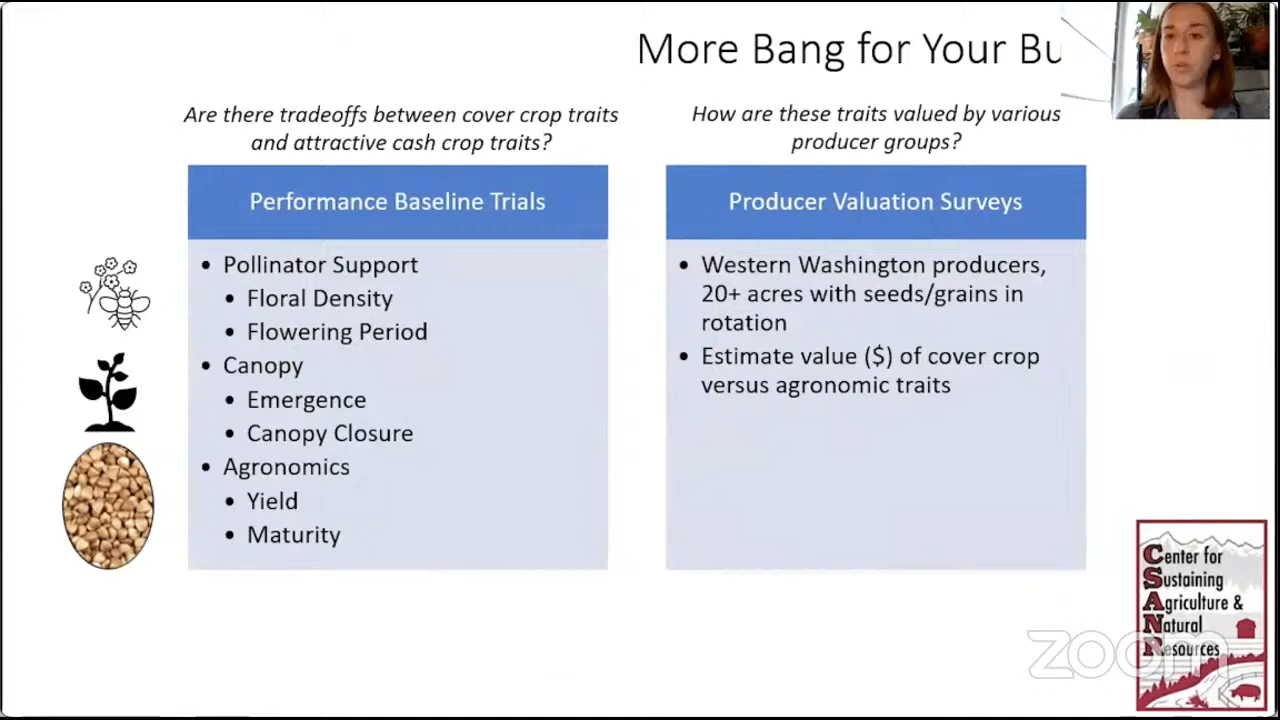 More Bang for Your Bu
Are there tradeoffs between cover crop traits
and attractive cash crop traits?
How are these traits valued by various
producer groups?
Performance Baseline Trials
• Pollinator Support
• Floral Density
• Flowering Period
• Canopy
• Emergence
• Canopy Closure
• Agronomics
• Yield
• Maturity
Producer Valuation Surveys
• Western Washington producers,
20+ acres with seeds/grains in
rotation
• Estimate value ($) of cover crop
versus agronomic traits
Center for
Sustaining
Agriculture &
Natural
Resources
zoom